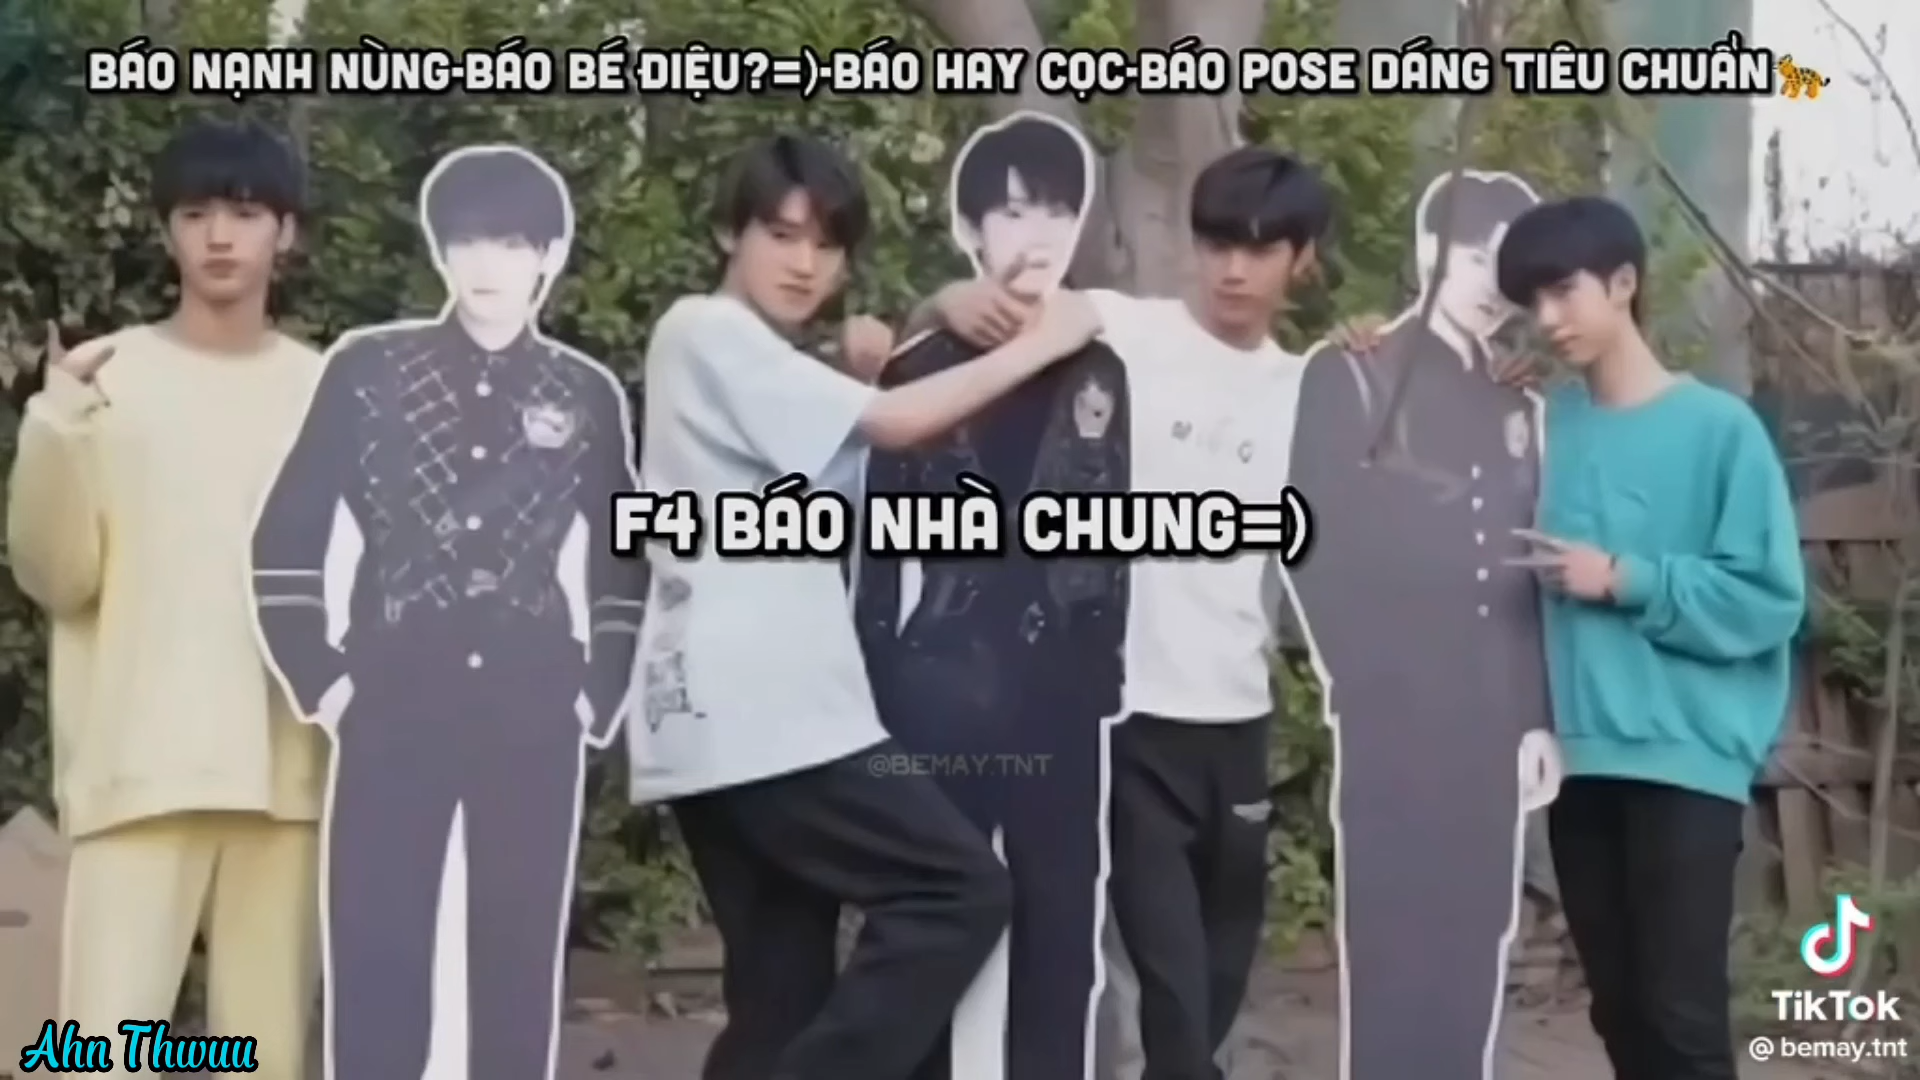 BÁO NẠNH NÙNG-BÁO BÉ ĐIỆU?=)-BÁO HAY CỌC-BÁO POSE DÁNG TIÊU CHUẨN🐆
F4 BÁO NHÀ CHUNG=)
@BEMAY.TNT
TikTok
@bemay.tnt
Ahn Thwuu